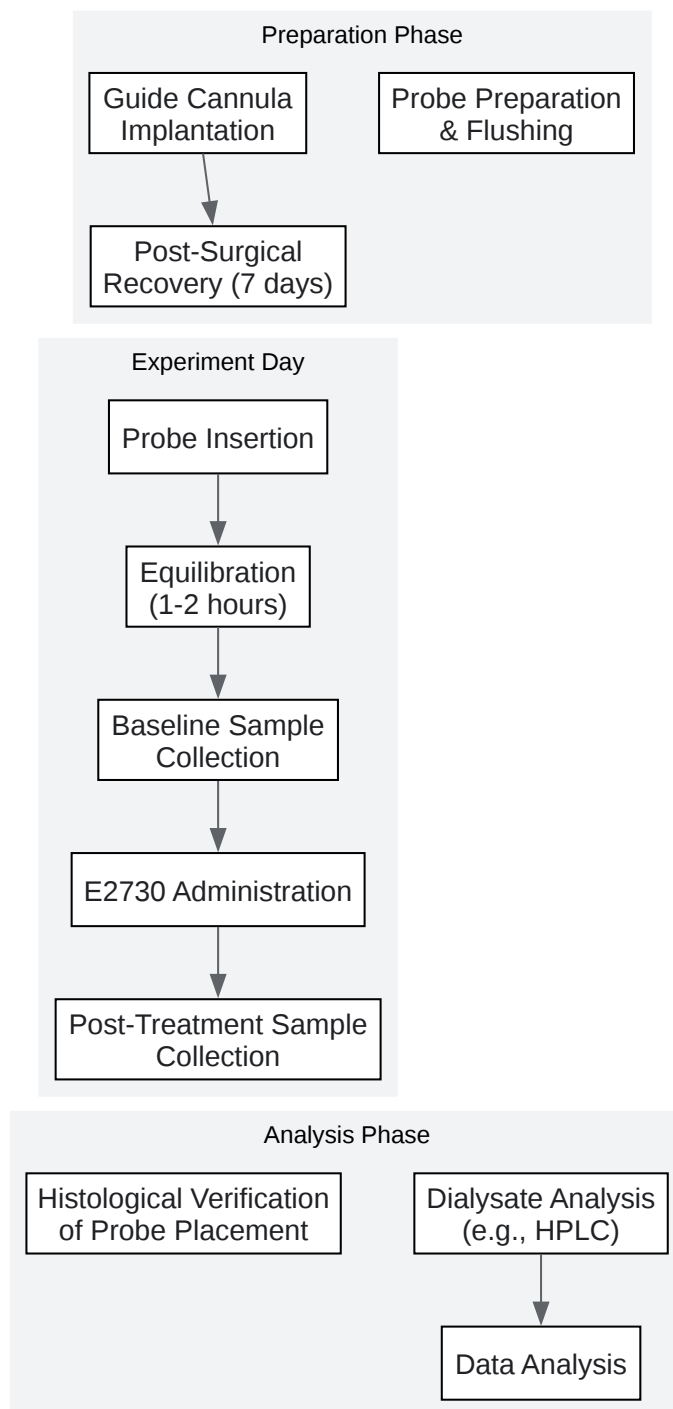 Preparation Phase
Guide Cannula
Implantation
Probe Preparation
& Flushing
Post-Surgical
Recovery (7 days)
Experiment Day
Probe Insertion
Equilibration
(1-2 hours)
Baseline Sample
Collection
E2730 Administration
Post-Treatment Sample
Collection
Analysis Phase
Histological Verification
of Probe Placement
Dialysate Analysis
(e.g., HPLC)
Data Analysis